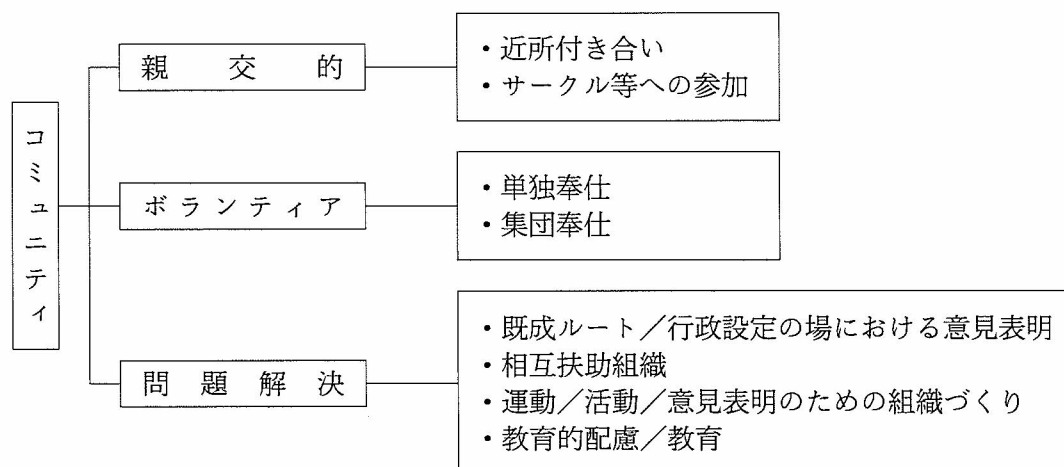 コミュニティ
親交的
・近所付き合い
・サークル等への参加
ボランティア
・単独奉仕
・集団奉仕
問題解決
・既成ルート／行政設定の場における意見表明
・相互扶助組織
・運動／活動／意見表明のための組織づくり
・教育的配慮／教育